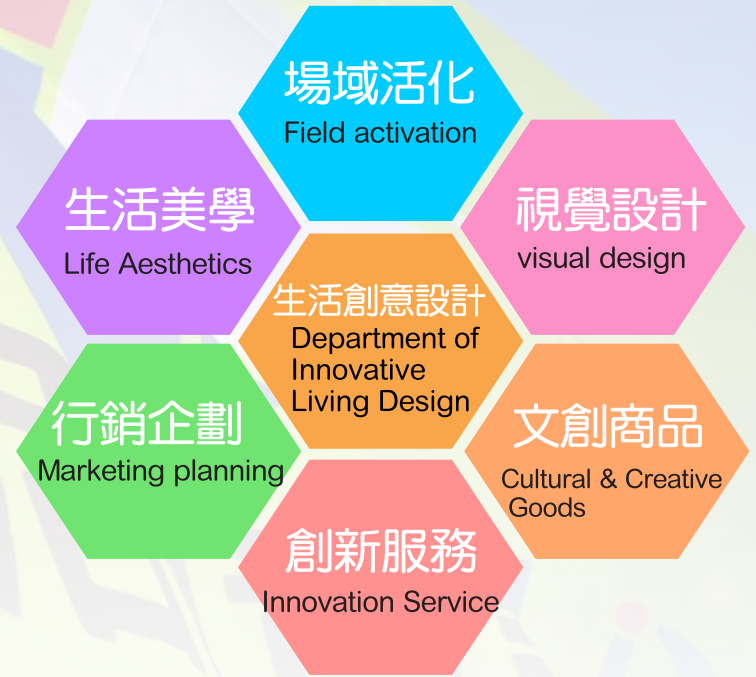 場域活化
Field activation
生活美學
Life Aesthetics
視覺設計
visual design
生活創意設計
Department of
Innovative
Living Design
行銷企劃
Marketing planning
文創商品
Cultural & Creative
Goods
創新服務
Innovation Service